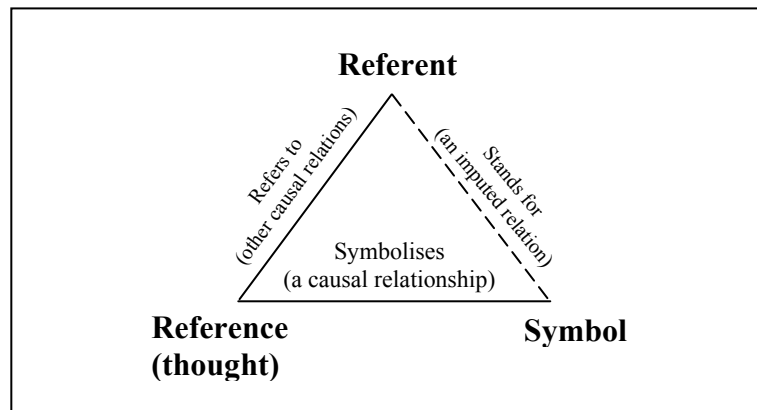 Referent
Refers to
(other causal relations)
Stands for
(an imputed relation)
Symbolises
(a causal relationship)
Reference
(thought)
Symbol